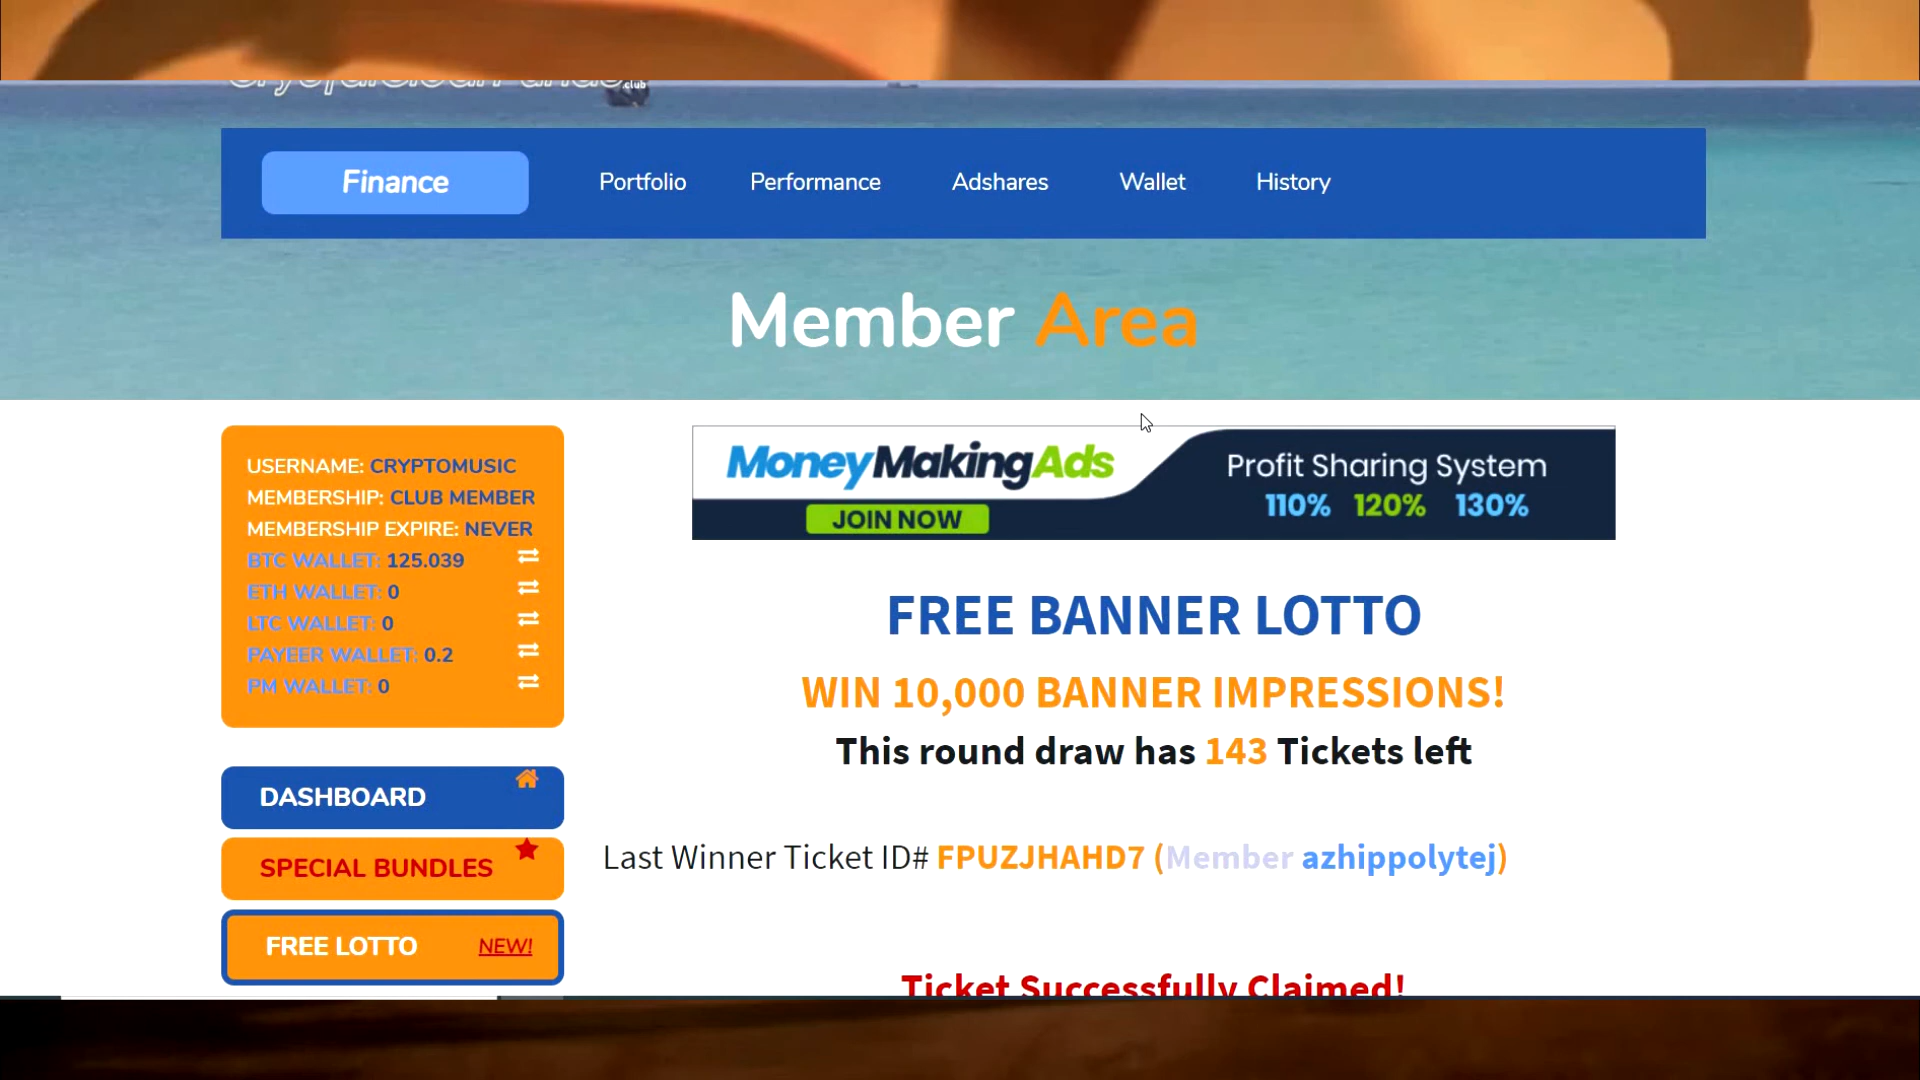 .club
Finance
Portfolio
Performance
Adshares
Wallet
History
Member Area
USERNAME: CRYPTOMUSIC
MEMBERSHIP: CLUB MEMBER
MEMBERSHIP EXPIRE: NEVER
BTC WALLET: 125.039
ETH WALLET: 0
LTC WALLET: 0
PAYEER WALLET: 0.2
PM WALLET: 0
DASHBOARD
SPECIAL BUNDLES
FREE LOTTO NEW!
MoneyMakingAds
JOIN NOW
Profit Sharing System
110% 120% 130%
FREE BANNER LOTTO
WIN 10,000 BANNER IMPRESSIONS!
This round draw has 143 Tickets left
Last Winner Ticket ID# FPUZJHAHD7 (Member azhippolytej)
Ticket Successfully Claimed!